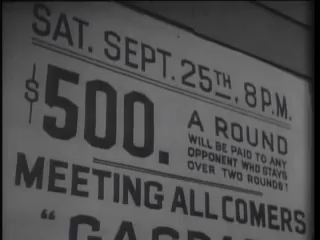 SAT. SEPT. 25TH, 8 P.M.
$500. A ROUND
WILL BE PAID TO ANY
OPPONENT WHO STAYS
OVER TWO ROUNDS!
MEETING ALL COMERS